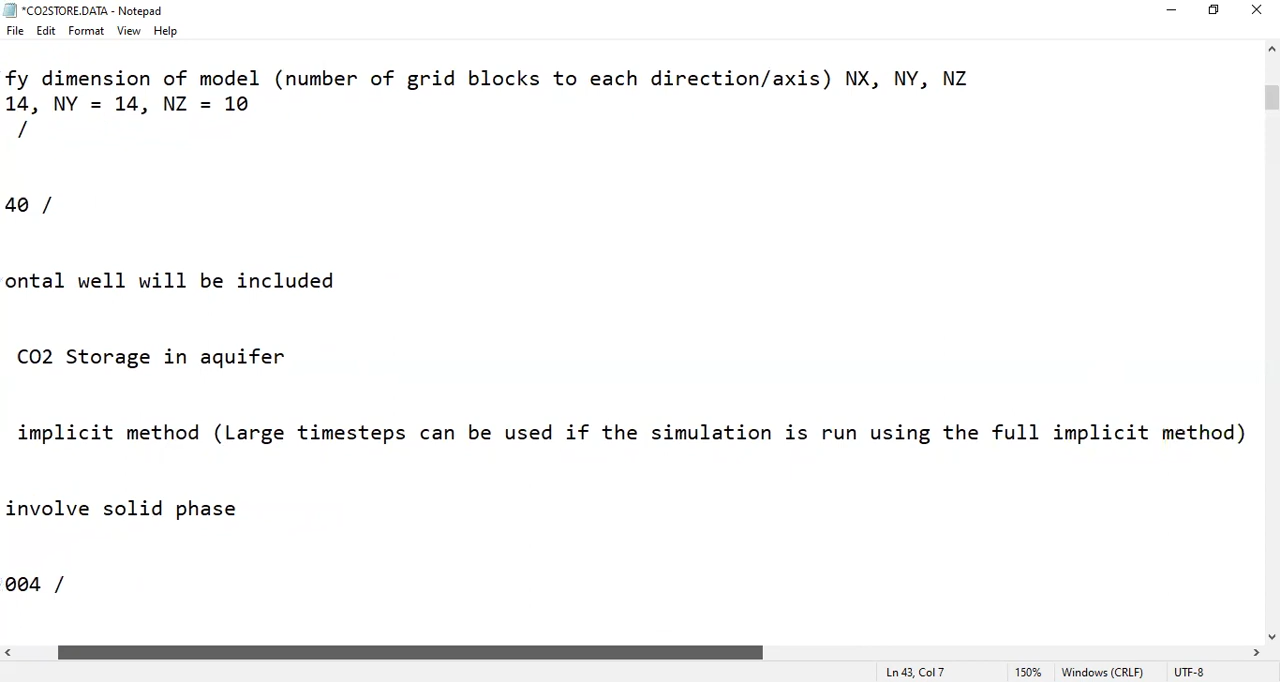 *CO2STORE.DATA - Notepad
File Edit Format View Help
fy dimension of model (number of grid blocks to each direction/axis) NX, NY, NZ
14, NY = 14, NZ = 10
/
40 /
ontal well will be included
CO2 Storage in aquifer
implicit method (Large timesteps can be used if the simulation is run using the full implicit method)
involve solid phase
004 /
Ln 43, Col 7 150% Windows (CRLF) UTF-8